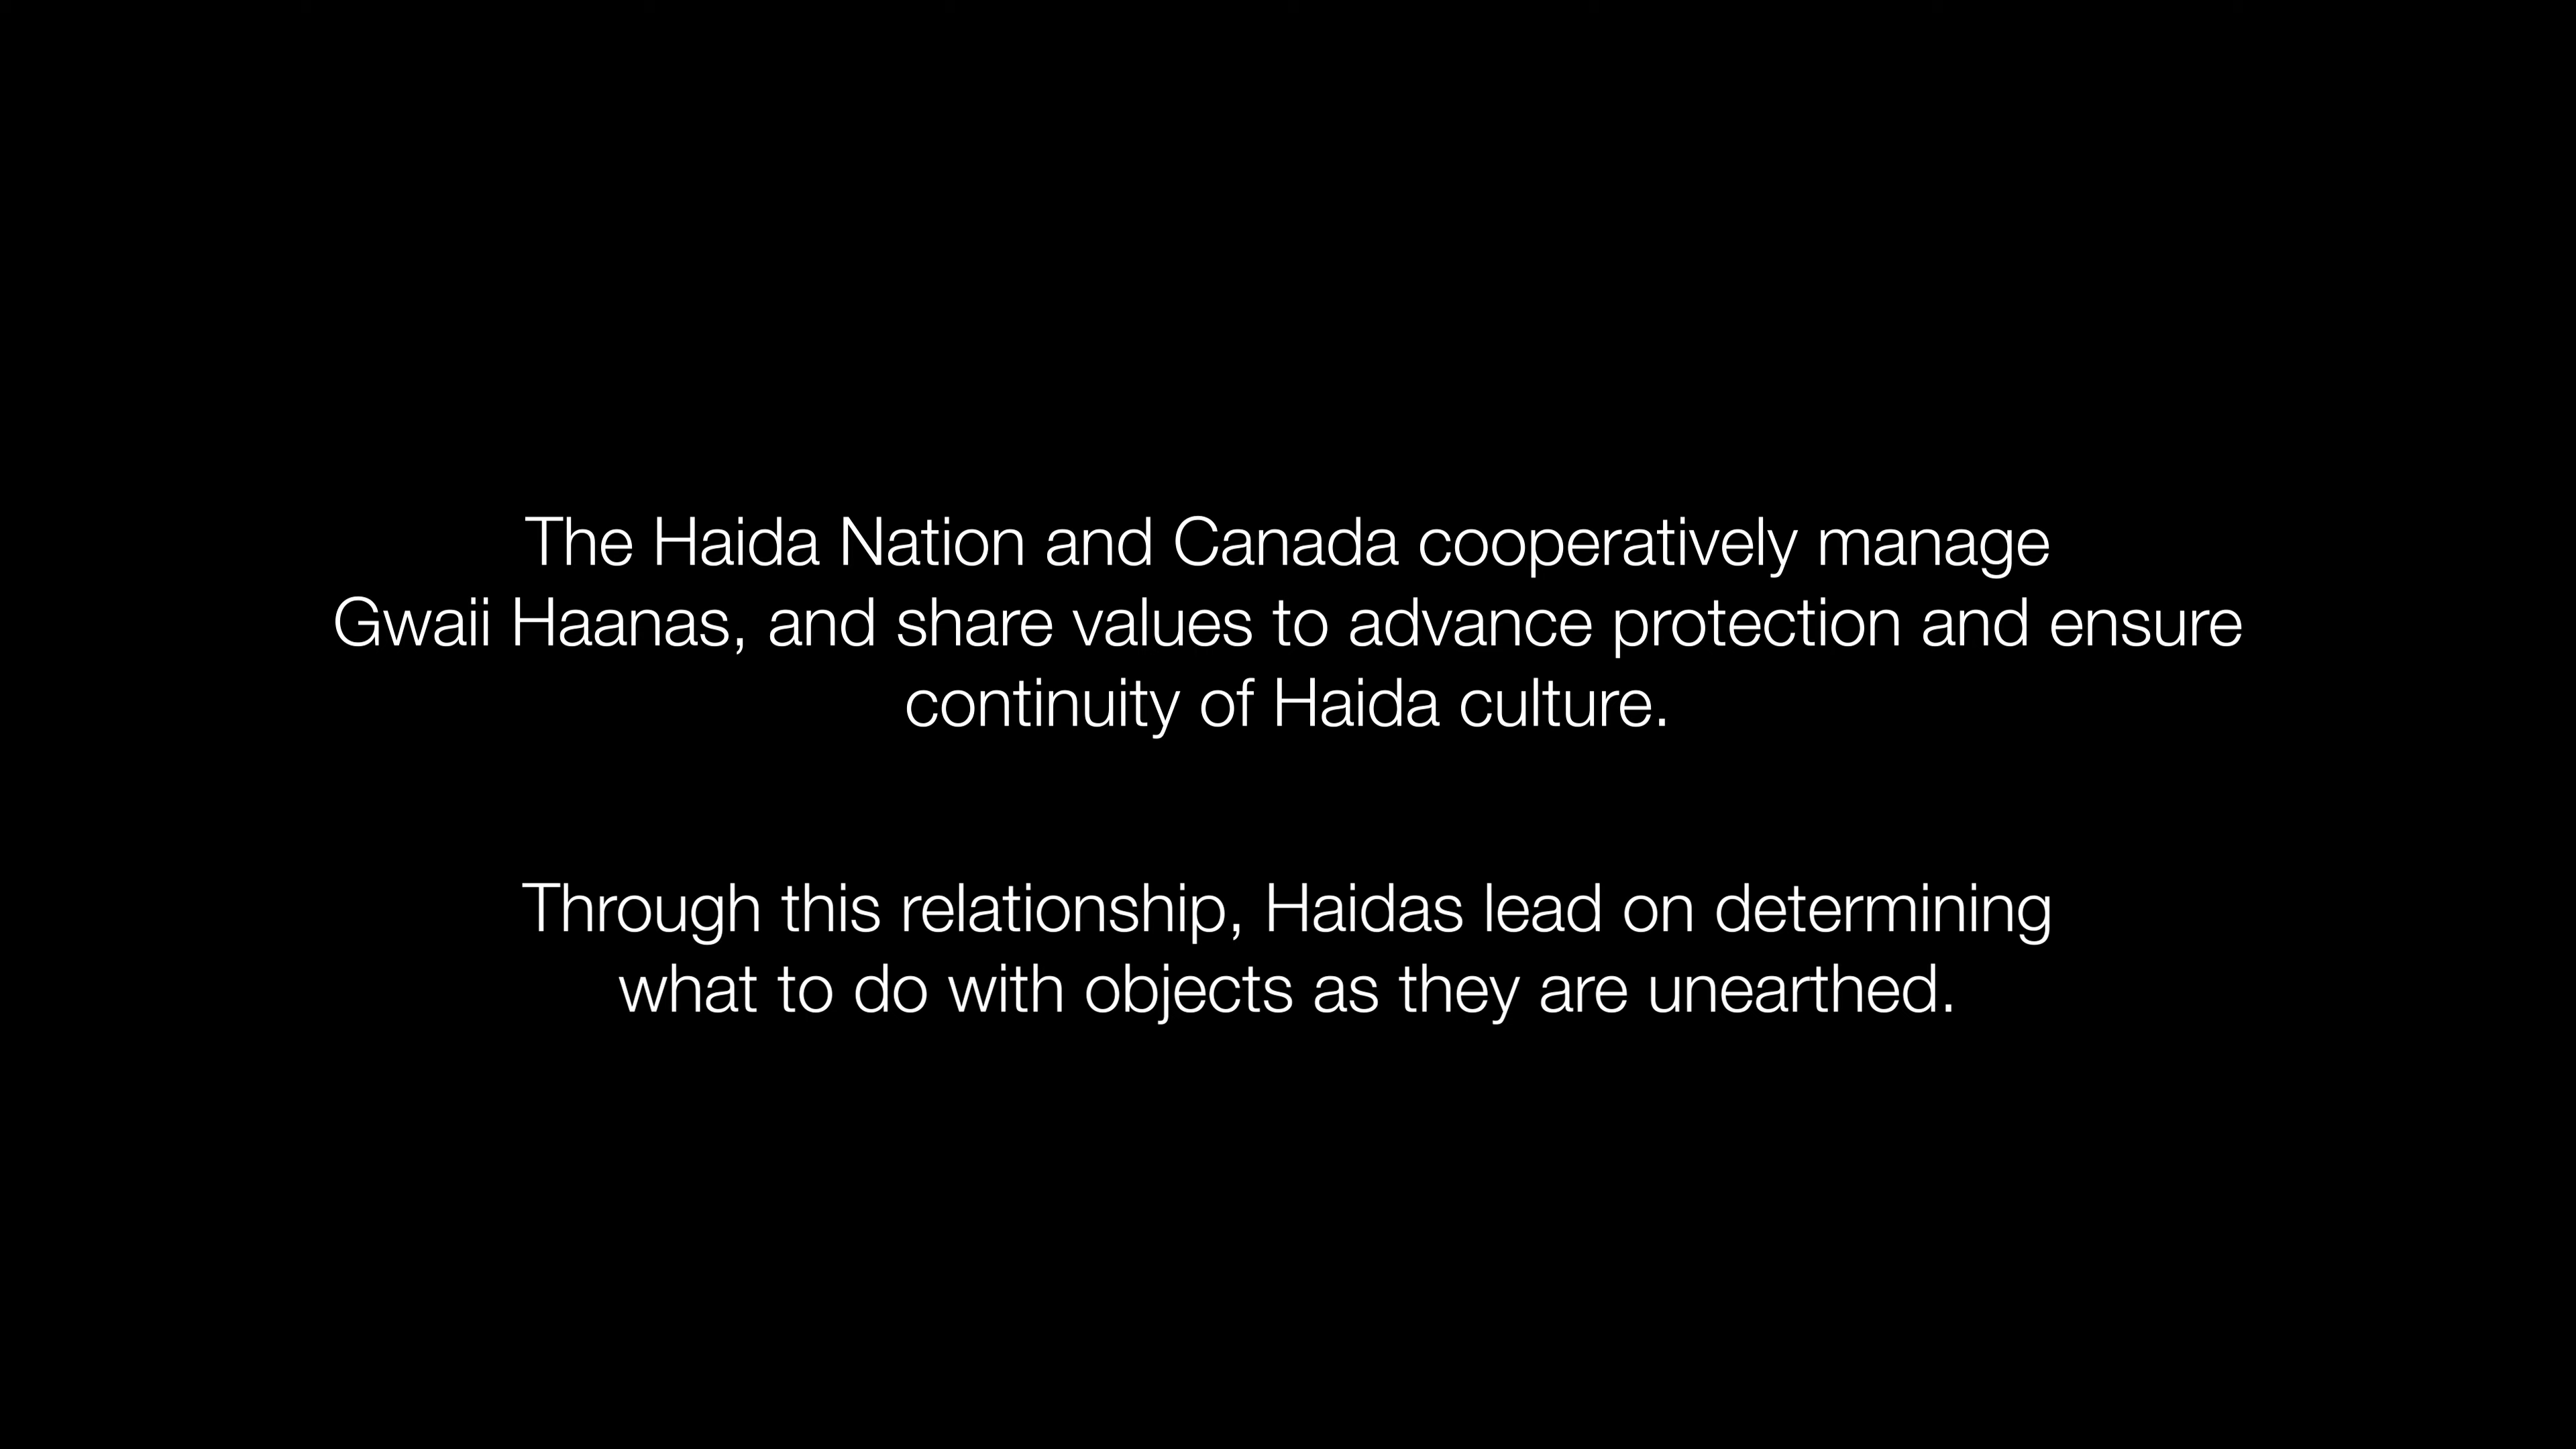 The Haida Nation and Canada cooperatively manage
Gwaii Haanas, and share values to advance protection and ensure
continuity of Haida culture.
Through this relationship, Haidas lead on determining
what to do with objects as they are unearthed.